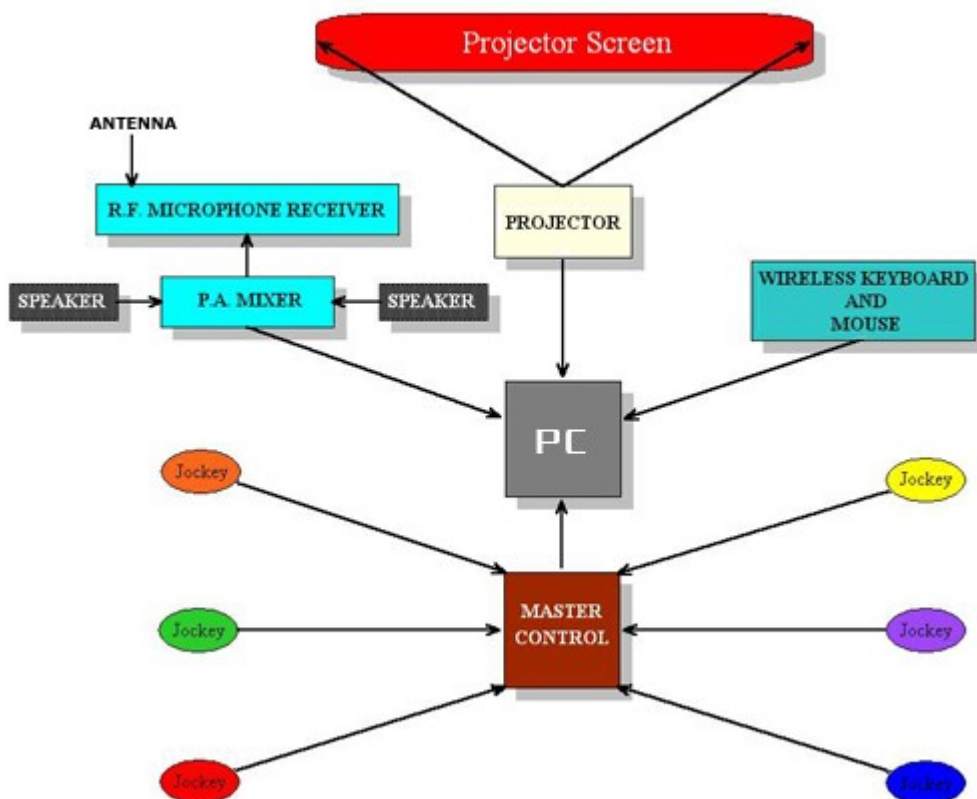 Projector Screen
ANTENNA
R.F. MICROPHONE RECEIVER
PROJECTOR
SPEAKER
P.A. MIXER
SPEAKER
WIRELESS KEYBOARD
AND
MOUSE
PC
Jockey
Jockey
MASTER
CONTROL
Jockey
Jockey
Jockey
Jockey